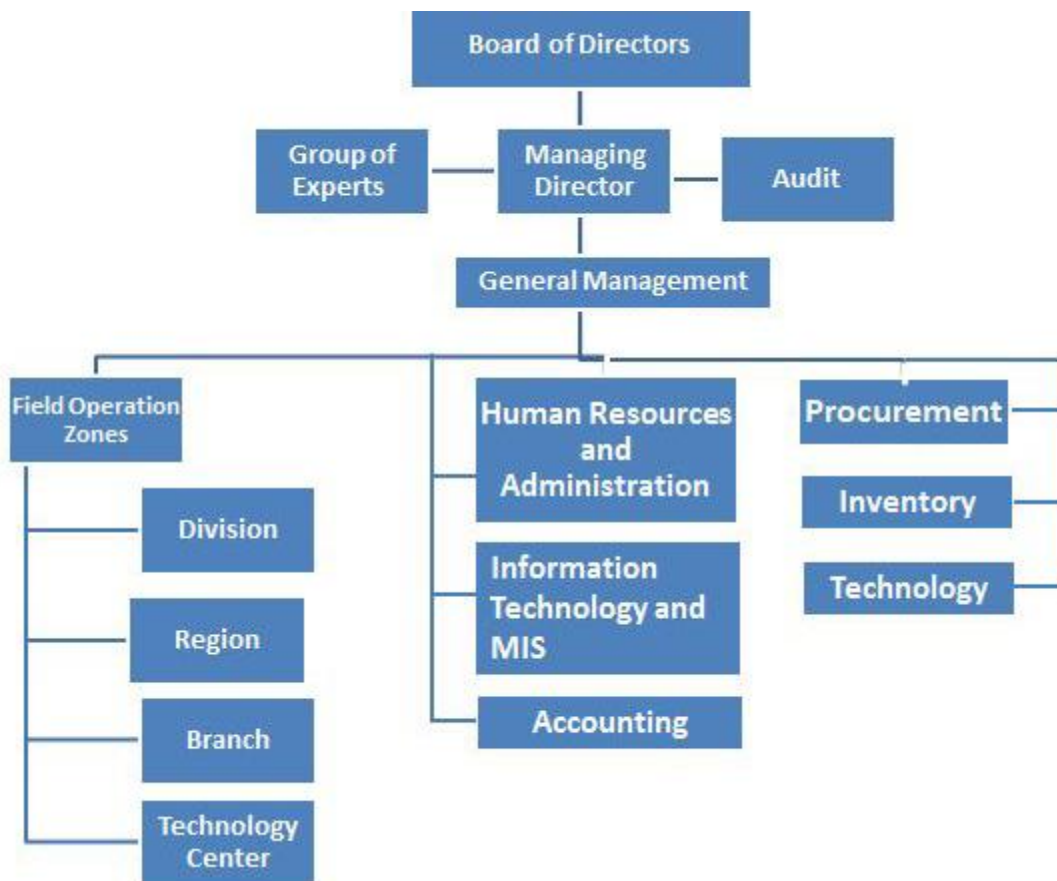 Board of Directors
Group of
Experts
Managing
Director
Audit
General Management
Field Operation
Zones
Division
Region
Branch
Technology
Center
Human Resources
and
Administration
Information
Technology and
MIS
Accounting
Procurement
Inventory
Technology